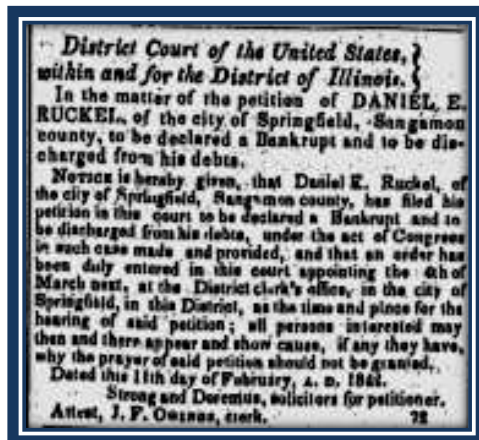 District Court of the United States, }
within and for the District of Illinois. }
In the matter of the petition of DANIEL E.
RUCKEL, of the city of Springfield, Sangamon
county, to be declared a Bankrupt and to be dis-
charged from his debts.
NOTICE is hereby given, that Daniel E. Ruckel, of
the city of Springfield, Sangamon county, has filed his
petition in this court to be declared a Bankrupt and to
be discharged from his debts, under the act of Congress
in such case made and provided, and that an order has
been duly entered in this court appointing the 4th of
March next, at the District clerk's office, in the city of
Springfield, in this District, as the time and place for the
hearing of said petition; all persons interested may
then and there appear and show cause, if any they have,
why the prayer of said petition should not be granted.
Dated this 11th day of February, A. D. 1842.
Strong and Doremus, solicitors for petitioner.
Attest, J. F. OWINGS, clerk. 72